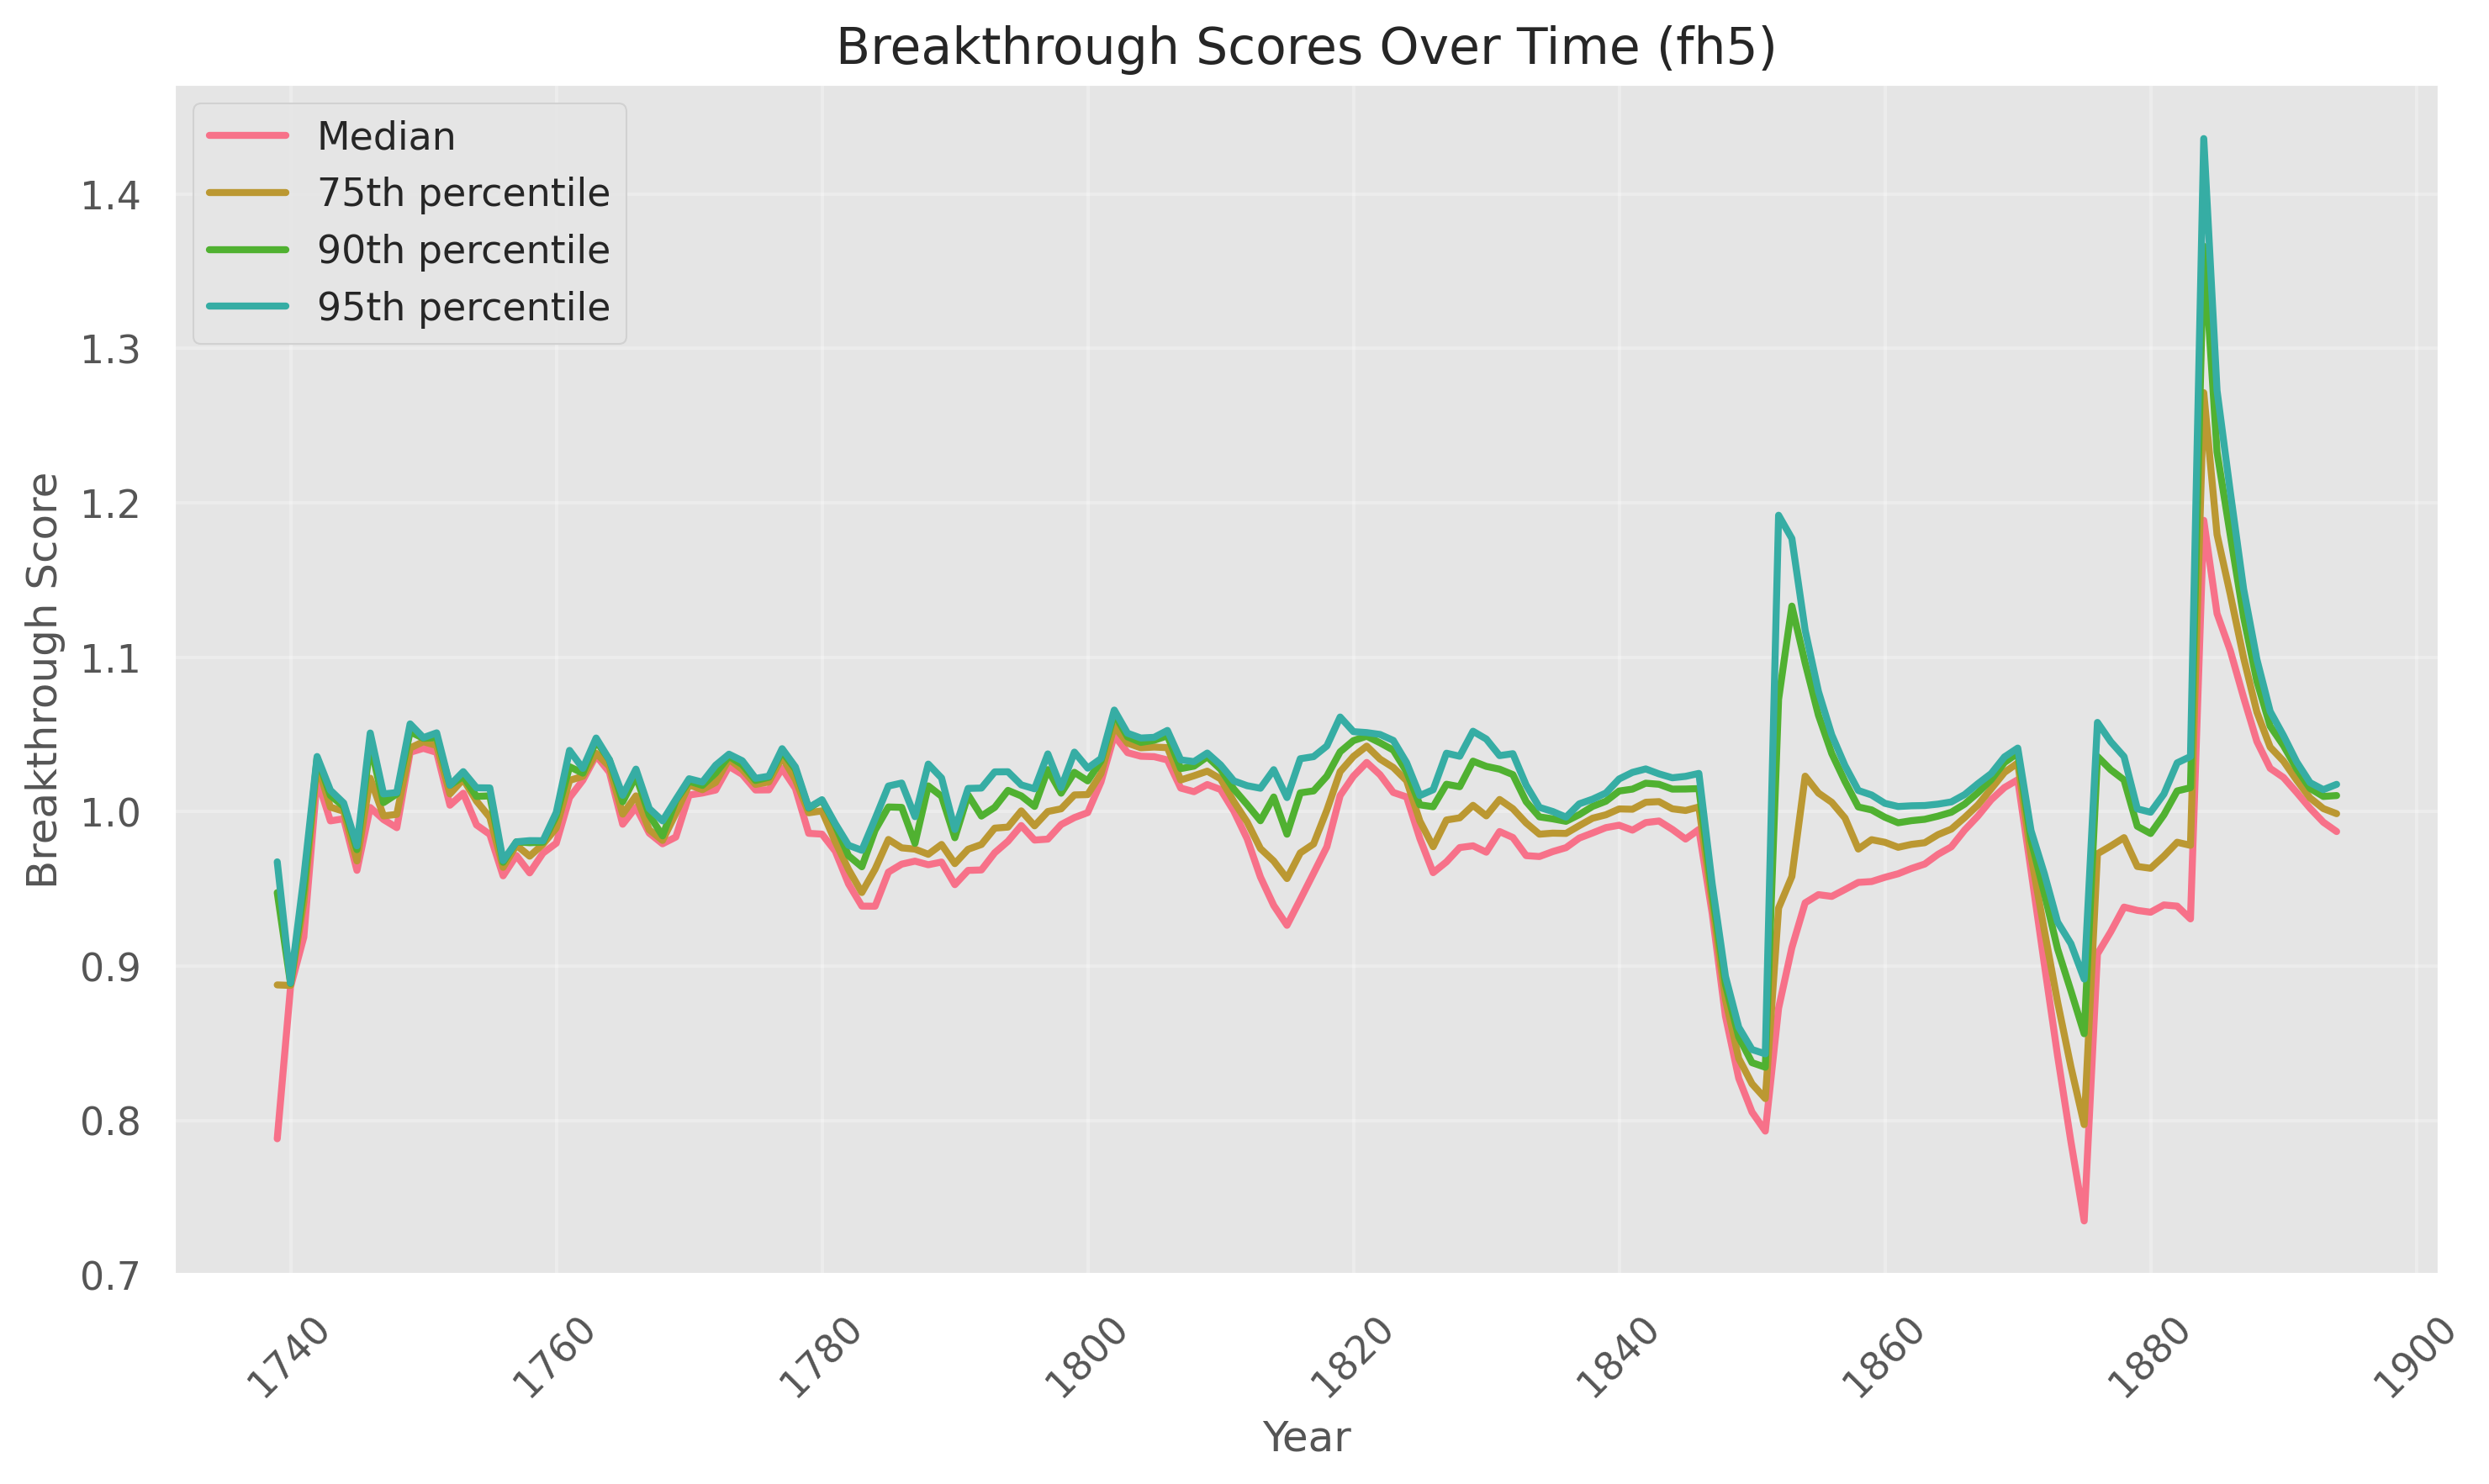 Breakthrough Scores Over Time (fh5)
Median
75th percentile
90th percentile
95th percentile
Breakthrough Score
1.4
1.3
1.2
1.1
1.0
0.9
0.8
0.7
1740 1760 1780 1800 1820 1840 1860 1880 1900
Year